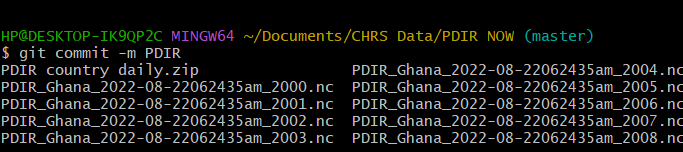 HP@DESKTOP-IK9QP2C MINGW64 ~/Documents/CHRS Data/PDIR NOW (master)
$ git commit -m PDIR
PDIR country daily.zip PDIR_Ghana_2022-08-22062435am_2004.nc
PDIR_Ghana_2022-08-22062435am_2000.nc PDIR_Ghana_2022-08-22062435am_2005.nc
PDIR_Ghana_2022-08-22062435am_2001.nc PDIR_Ghana_2022-08-22062435am_2006.nc
PDIR_Ghana_2022-08-22062435am_2002.nc PDIR_Ghana_2022-08-22062435am_2007.nc
PDIR_Ghana_2022-08-22062435am_2003.nc PDIR_Ghana_2022-08-22062435am_2008.nc